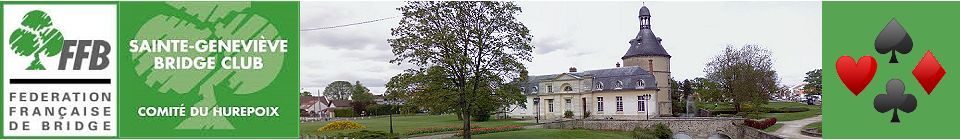 FFB
FEDERATION
FRANÇAISE
DE BRIDGE
SAINTE-GENEVIÈVE
BRIDGE CLUB
COMITÉ DU HUREPOIX